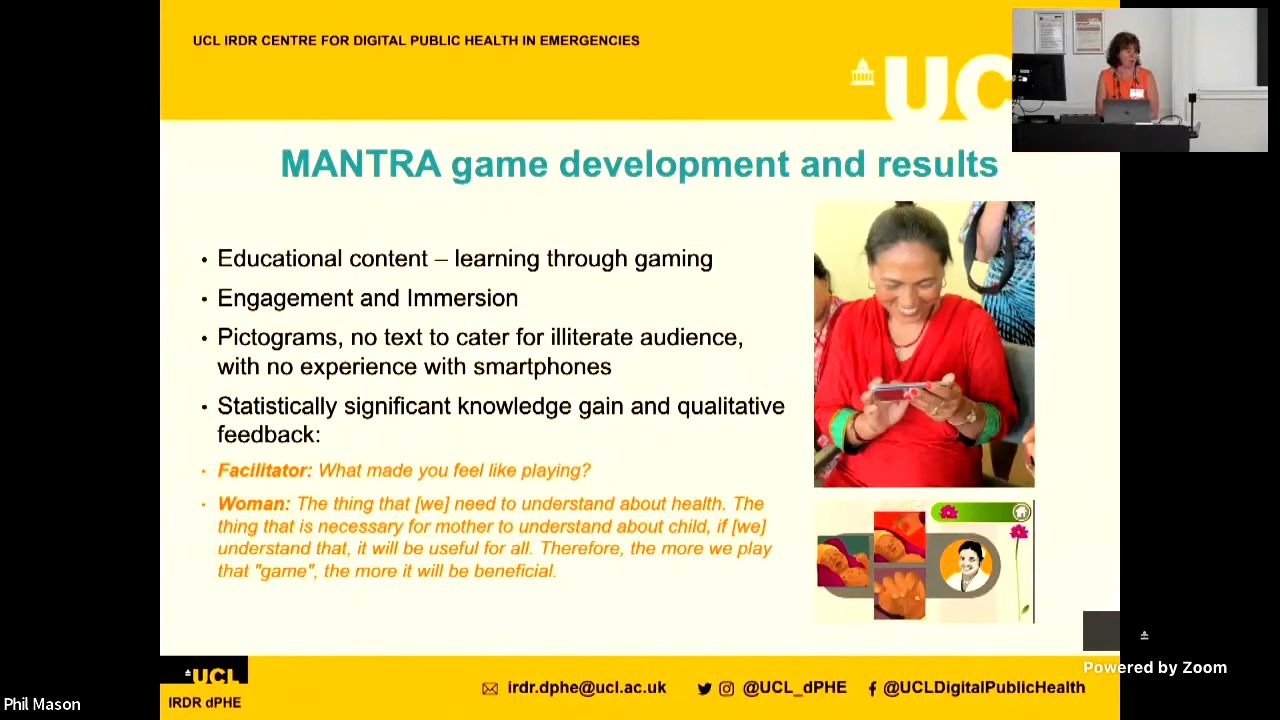 UCL IRDR CENTRE FOR DIGITAL PUBLIC HEALTH IN EMERGENCIES
UC
MANTRA game development and results
• Educational content – learning through gaming
• Engagement and Immersion
• Pictograms, no text to cater for illiterate audience,
with no experience with smartphones
• Statistically significant knowledge gain and qualitative
feedback:
• Facilitator: What made you feel like playing?
• Woman: The thing that [we] need to understand about health. The
thing that is necessary for mother to understand about child, if [we]
understand that, it will be useful for all. Therefore, the more we play
that "game", the more it will be beneficial.
Powered by Zoom
UCL
IRDR dPHE
irdr.dphe@ucl.ac.uk
@UCL_dPHE
@UCLDigitalPublicHealth
Phil Mason